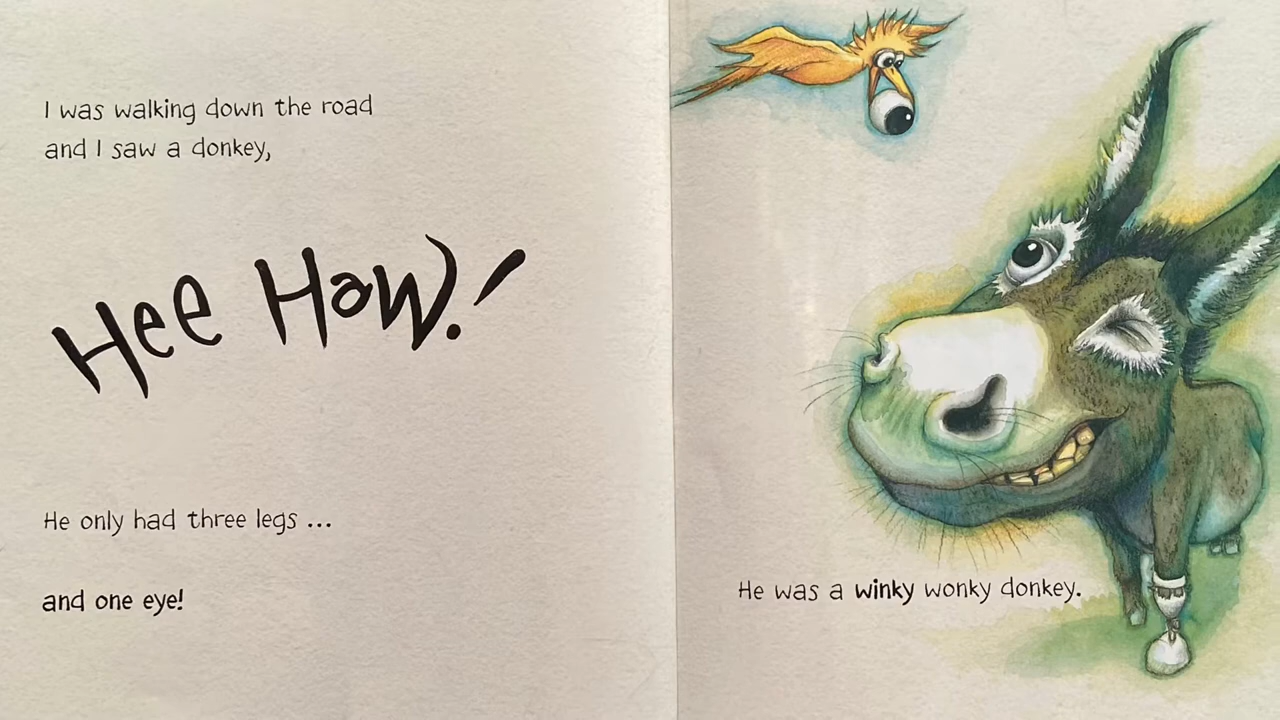 I was walking down the road
and I saw a donkey,
Hee Haw!
He only had three legs ...
and one eye!
He was a winky wonky donkey.